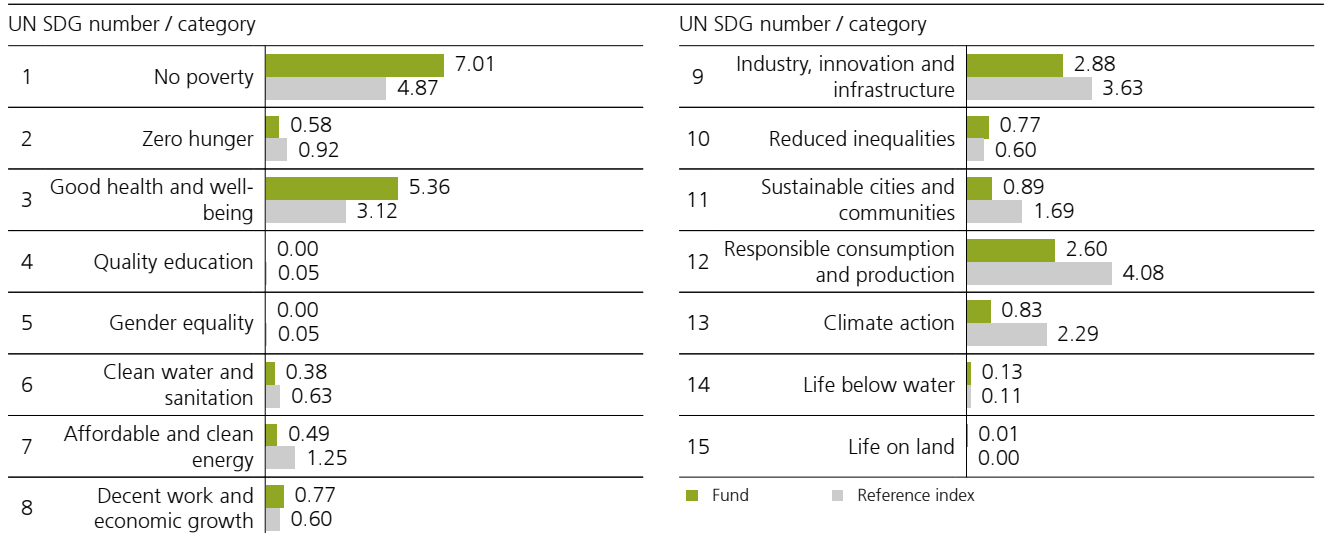 UN SDG number / category
1 No poverty 7.01
4.87
2 Zero hunger 0.58
0.92
3 Good health and well-
being 5.36
3.12
4 Quality education 0.00
0.05
5 Gender equality 0.00
0.05
6 Clean water and
sanitation 0.38
0.63
7 Affordable and clean
energy 0.49
1.25
8 Decent work and
economic growth 0.77
0.60
UN SDG number / category
9 Industry, innovation and
infrastructure 2.88
3.63
10 Reduced inequalities 0.77
0.60
11 Sustainable cities and
communities 0.89
1.69
12 Responsible consumption
and production 2.60
4.08
13 Climate action 0.83
2.29
14 Life below water 0.13
0.11
15 Life on land 0.01
0.00
Fund Reference index